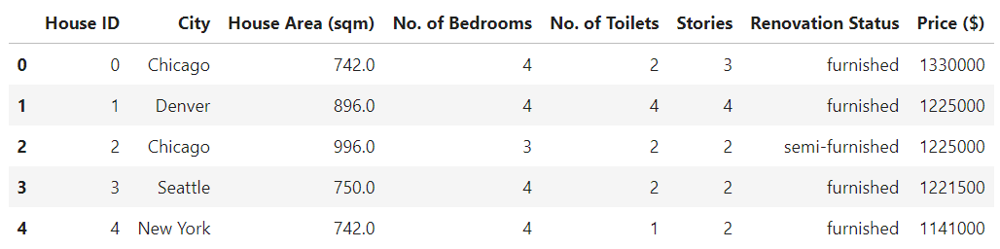 House ID City House Area (sqm) No. of Bedrooms No. of Toilets Stories Renovation Status Price ($)
0 0 Chicago 742.0 4 2 3 furnished 1330000
1 1 Denver 896.0 4 4 4 furnished 1225000
2 2 Chicago 996.0 3 2 2 semi-furnished 1225000
3 3 Seattle 750.0 4 2 2 furnished 1221500
4 4 New York 742.0 4 1 2 furnished 1141000